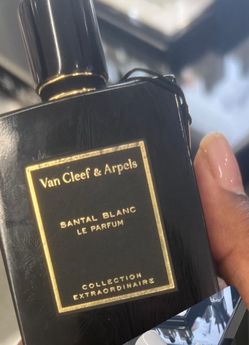 Van Cleef & Arpels
SANTAL BLANC
LE PARFUM
COLLECTION
EXTRAORDINAIRE